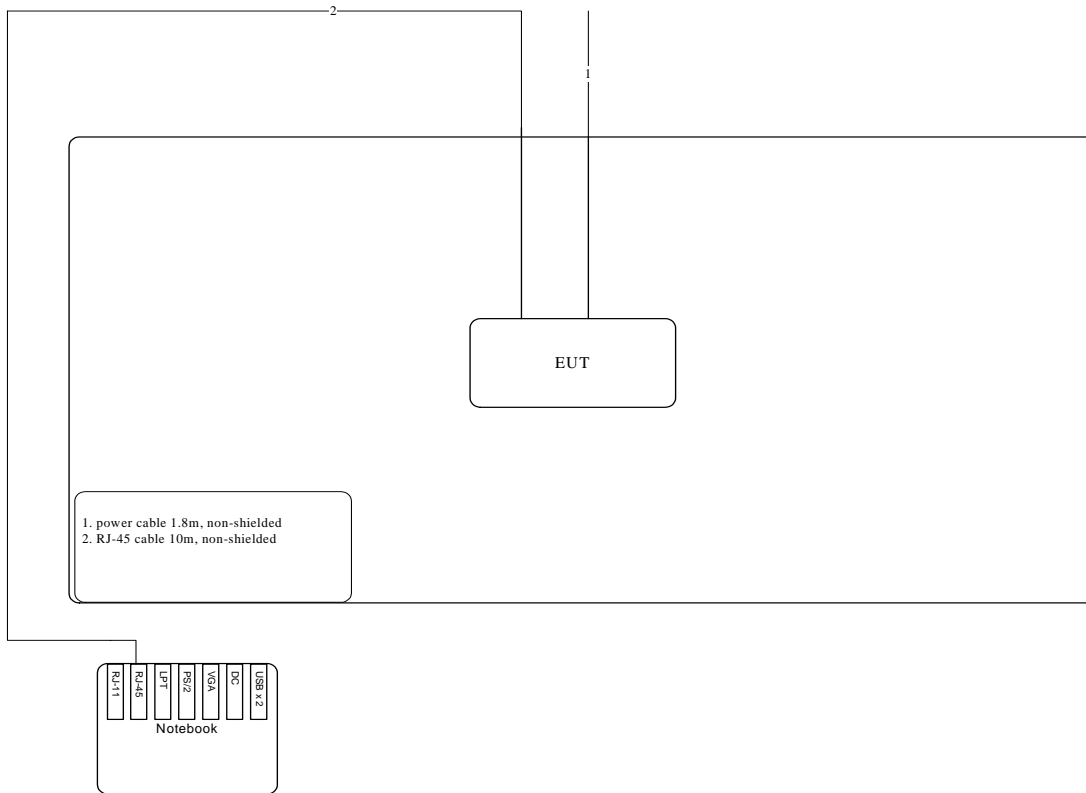 2
1
EUT
1. power cable 1.8m, non-shielded
2. RJ-45 cable 10m, non-shielded
RJ-11
RJ-45
LPT
PS/2
VGA
DC
USB x 2
Notebook